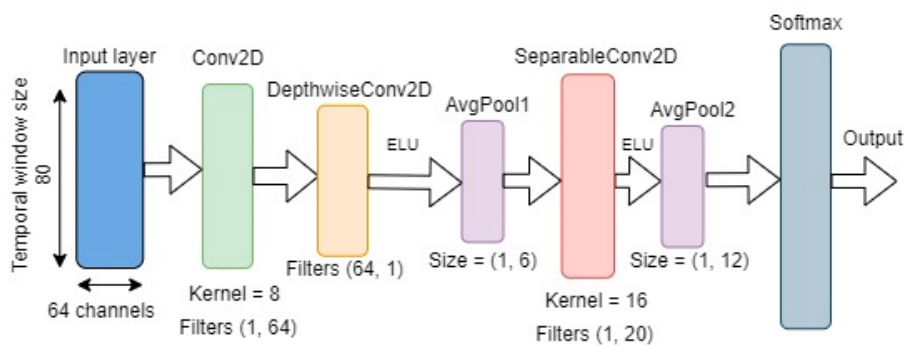 Input layer
Temporal window size
80
64 channels
Conv2D
Kernel = 8
Filters (1, 64)
DepthwiseConv2D
Filters (64, 1)
ELU
AvgPool1
Size = (1, 6)
SeparableConv2D
Kernel = 16
Filters (1, 20)
ELU
AvgPool2
Size = (1, 12)
Softmax
Output